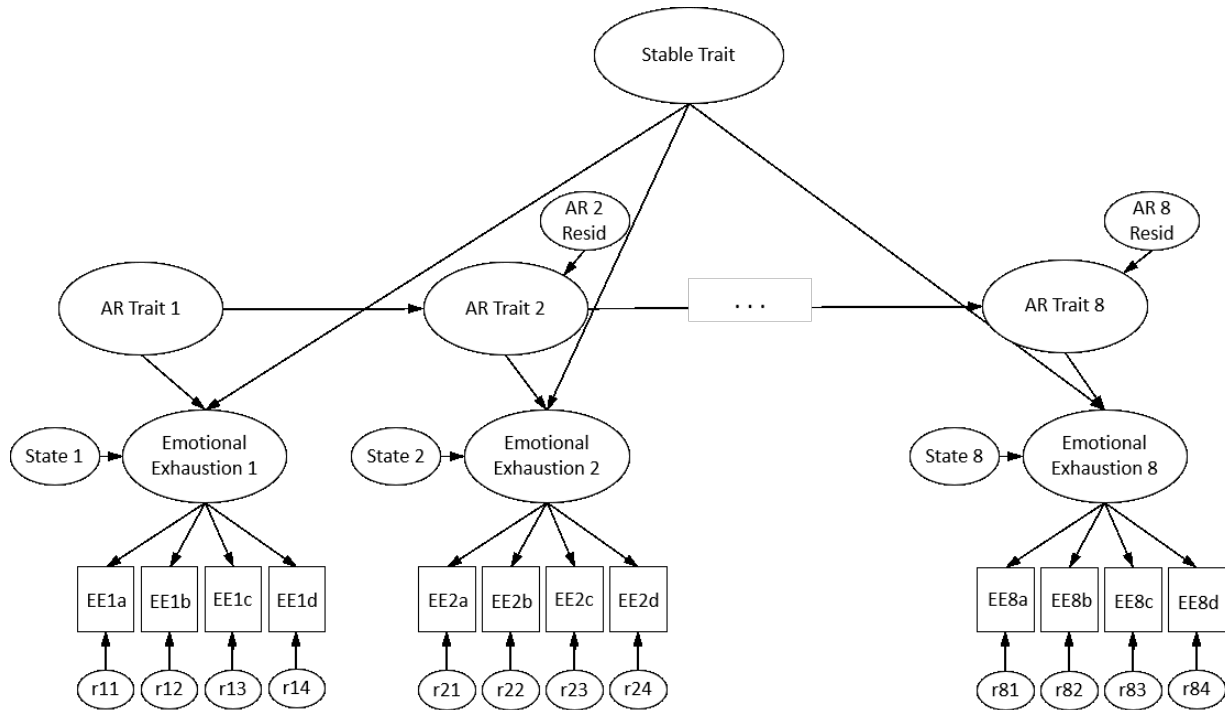 Stable Trait
AR 2
Resid
AR 8
Resid
AR Trait 1
AR Trait 2
. . .
AR Trait 8
State 1
Emotional
Exhaustion 1
State 2
Emotional
Exhaustion 2
State 8
Emotional
Exhaustion 8
EE1a
EE1b
EE1c
EE1d
EE2a
EE2b
EE2c
EE2d
EE8a
EE8b
EE8c
EE8d
r11
r12
r13
r14
r21
r22
r23
r24
r81
r82
r83
r84